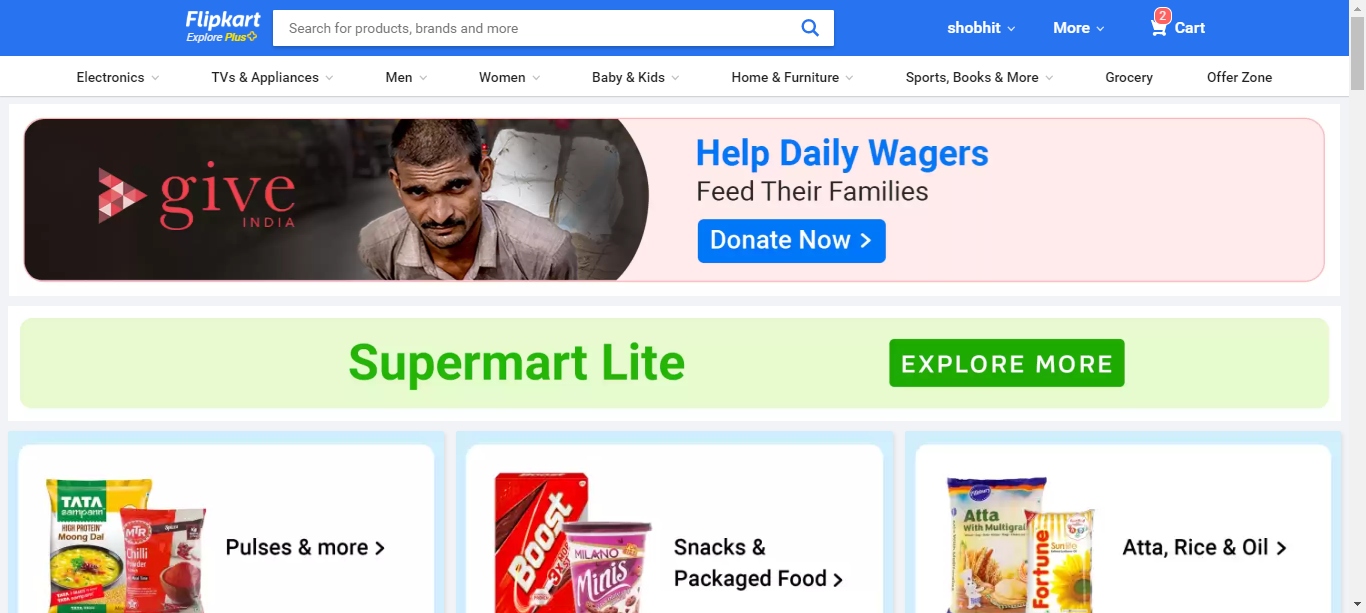 Flipkart
Explore Plus
Search for products, brands and more
shobhit
More
2
Cart
Electronics
TVs & Appliances
Men
Women
Baby & Kids
Home & Furniture
Sports, Books & More
Grocery
Offer Zone
give
INDIA
Help Daily Wagers
Feed Their Families
Donate Now >
Supermart Lite
EXPLORE MORE
TATA
sampann
HIGH PROTEIN
Moong Dal
MTR
Chilli
Powder
Pulses & more >
Boost
MILANO
Minis
Snacks &
Packaged Food >
Pillsbury
Atta
With Multigrain
Sunlite
Fortune
Atta, Rice & Oil >